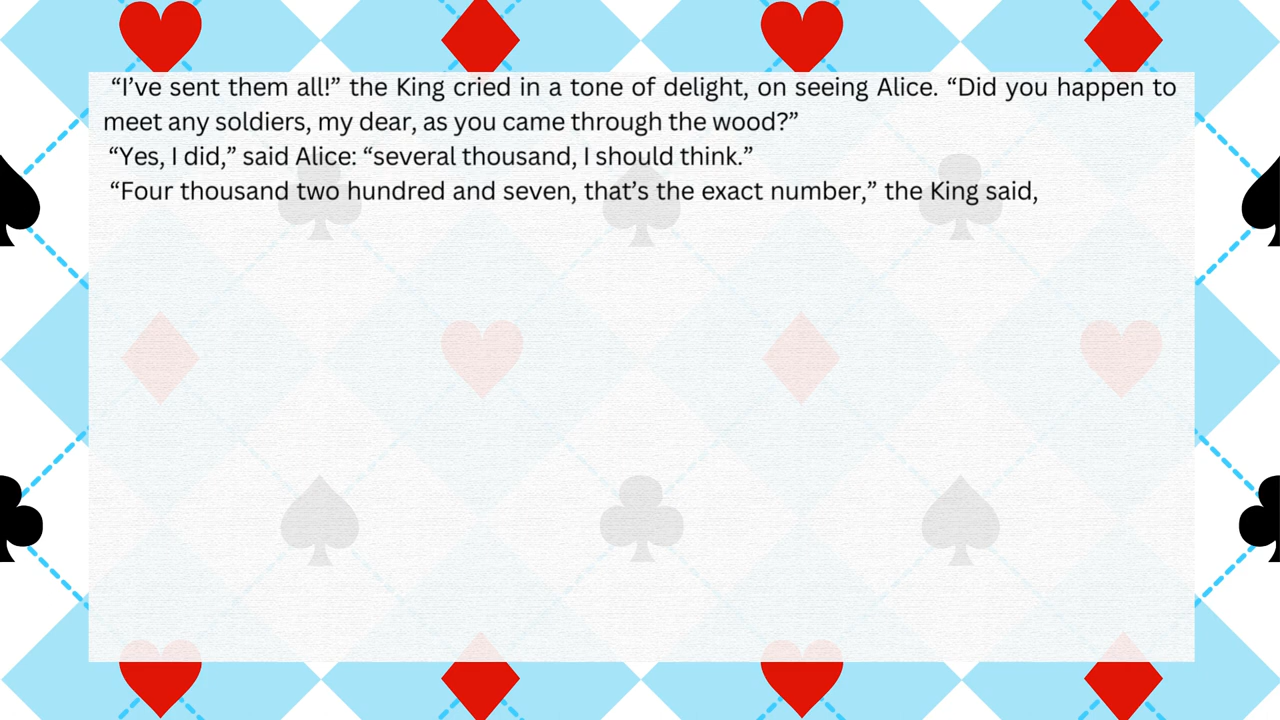 “I’ve sent them all!” the King cried in a tone of delight, on seeing Alice. “Did you happen to
meet any soldiers, my dear, as you came through the wood?”
“Yes, I did,” said Alice: “several thousand, I should think.”
“Four thousand two hundred and seven, that’s the exact number,” the King said,